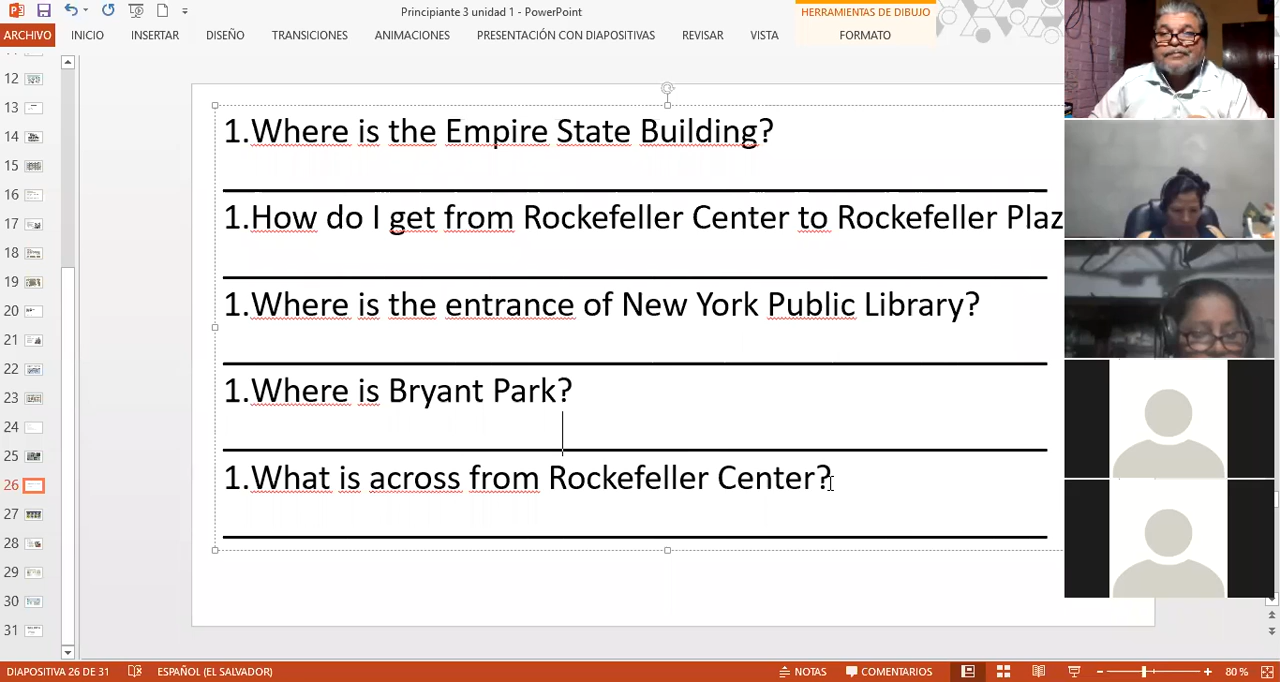 Principiante 3 unidad 1 - PowerPoint
HERRAMIENTAS DE DIBUJO
ARCHIVO INICIO INSERTAR DISEÑO TRANSICIONES ANIMACIONES PRESENTACIÓN CON DIAPOSITIVAS REVISAR VISTA FORMATO
12
13
14
15
16
17
18
19
20
21
22
23
24
25
26
27
28
29
30
31
1.Where is the Empire State Building?
1.How do I get from Rockefeller Center to Rockefeller Plaz
1.Where is the entrance of New York Public Library?
1.Where is Bryant Park?
1.What is across from Rockefeller Center?
DIAPOSITIVA 26 DE 31 ESPAÑOL (EL SALVADOR) NOTAS COMENTARIOS 80 %